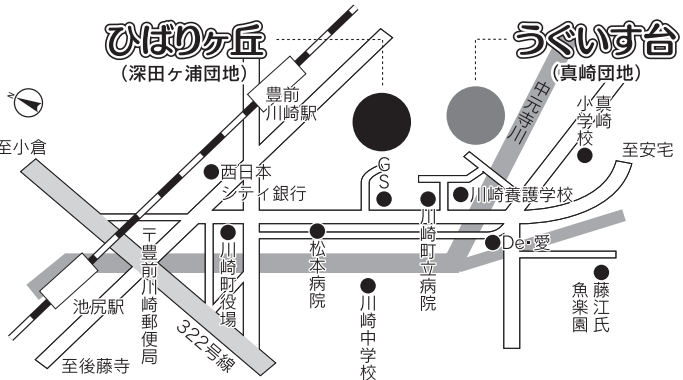 ひばりヶ丘
（深田ヶ浦団地）
うぐいす台
（真崎団地）
N
豊前
川崎駅
中元寺川
真崎
小学校
至安宅
至小倉
西日本
シティ銀行
GS
川崎養護学校
〒豊前川崎郵便局
川崎町役場
松本病院
川崎町立病院
De・愛
池尻駅
322号線
川崎中学校
藤江氏
魚楽園
至後藤寺